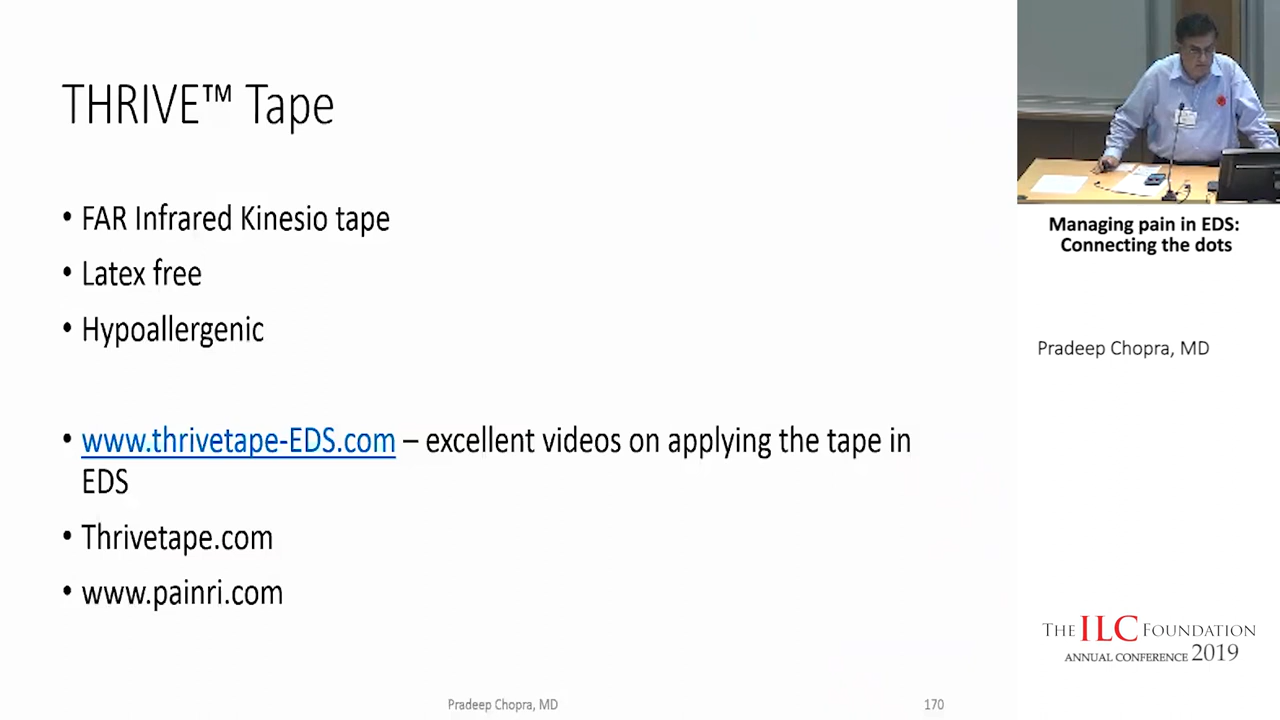 THRIVE™ Tape
• FAR Infrared Kinesio tape
• Latex free
• Hypoallergenic
• www.thrivetape-EDS.com – excellent videos on applying the tape in
EDS
• Thrivetape.com
• www.painri.com
Pradeep Chopra, MD
170
Managing pain in EDS:
Connecting the dots
Pradeep Chopra, MD
THE ILC FOUNDATION
ANNUAL CONFERENCE 2019